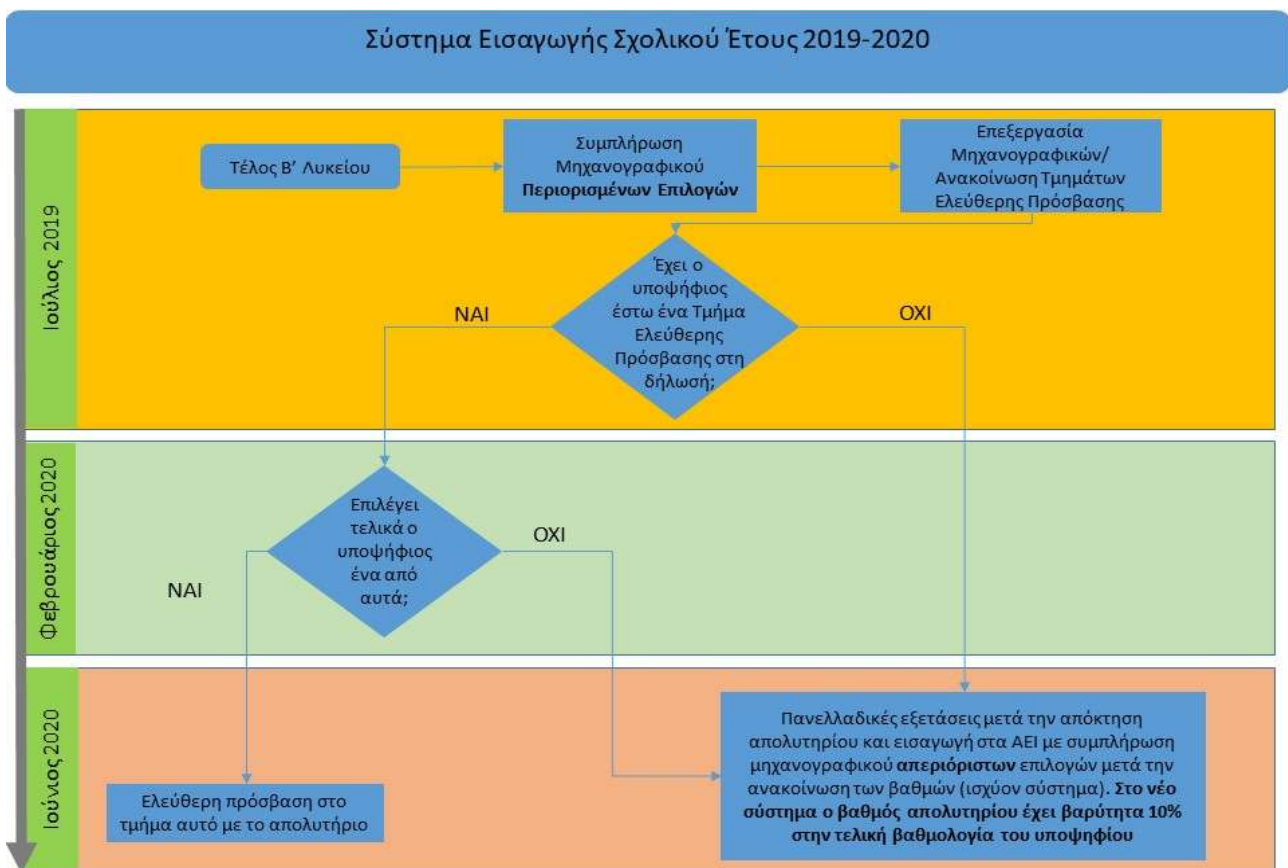 Σύστημα Εισαγωγής Σχολικού Έτους 2019-2020
Ιούλιος 2019
Τέλος Β’ Λυκείου
Συμπλήρωση
Μηχανογραφικού
Περιορισμένων Επιλογών
Επεξεργασία
Μηχανογραφικών/
Ανακοίνωση Τμημάτων
Ελεύθερης Πρόσβασης
Έχει ο
υποψήφιος
έστω ένα Τμήμα
Ελεύθερης
Πρόσβασης στη
δήλωσή;
ΝΑΙ
ΟΧΙ
Φεβρουάριος 2020
Επιλέγει
τελικά ο
υποψήφιος
ένα από
αυτά;
ΝΑΙ
ΟΧΙ
Ιούνιος 2020
Ελεύθερη πρόσβαση στο
τμήμα αυτό με το απολυτήριο
Πανελλαδικές εξετάσεις μετά την απόκτηση
απολυτηρίου και εισαγωγή στα ΑΕΙ με συμπλήρωση
μηχανογραφικού απεριόριστων επιλογών μετά την
ανακοίνωση των βαθμών (ισχύον σύστημα). Στο νέο
σύστημα ο βαθμός απολυτηρίου έχει βαρύτητα 10%
στην τελική βαθμολογία του υποψηφίου